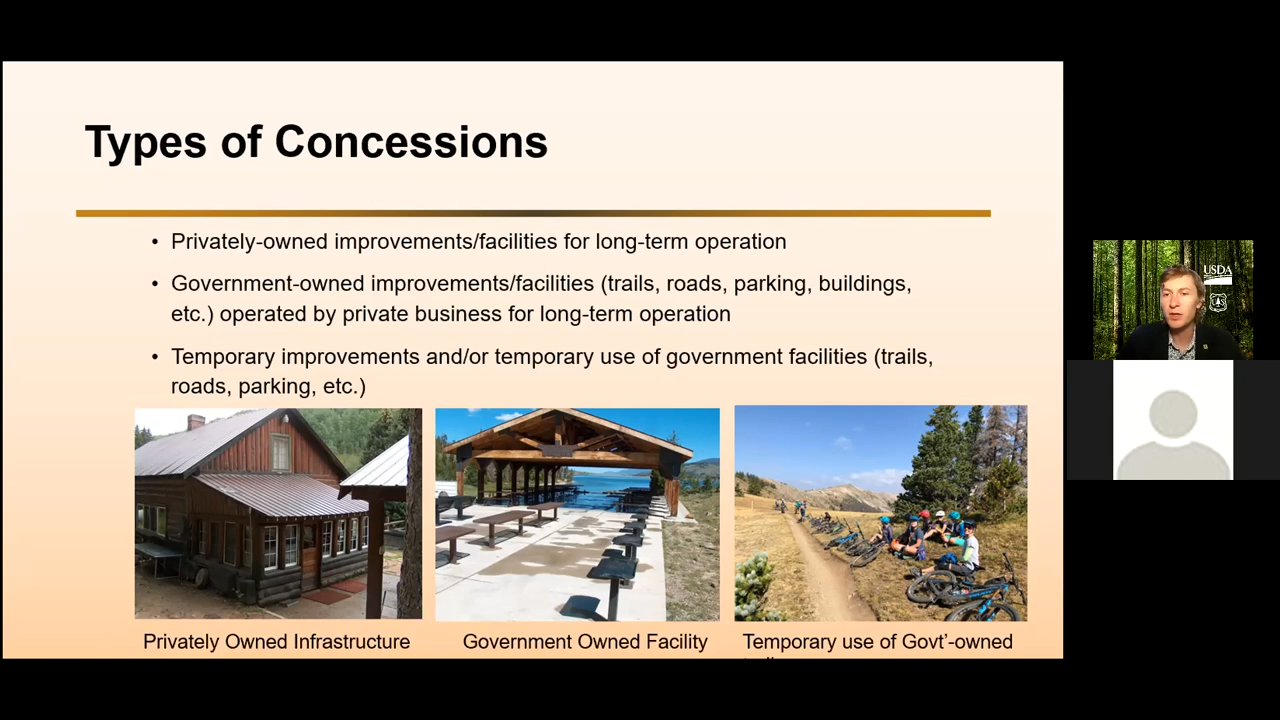 Types of Concessions
• Privately-owned improvements/facilities for long-term operation
• Government-owned improvements/facilities (trails, roads, parking, buildings,
etc.) operated by private business for long-term operation
• Temporary improvements and/or temporary use of government facilities (trails,
roads, parking, etc.)
Privately Owned Infrastructure
Government Owned Facility
Temporary use of Govt'-owned
USDA